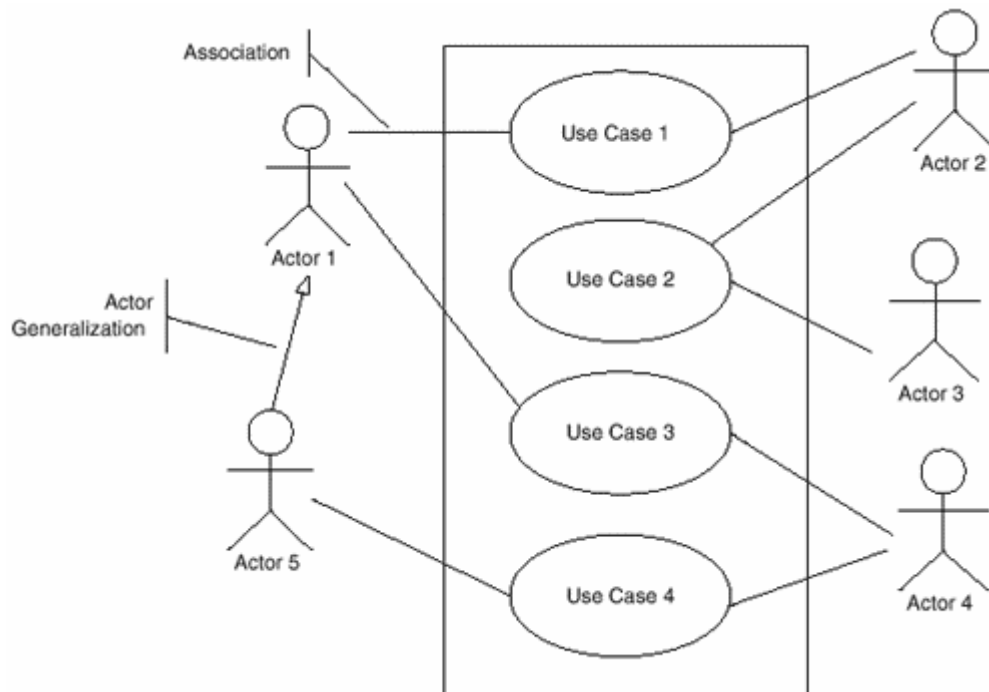 Association
Use Case 1
Actor 2
Actor 1
Use Case 2
Actor
Generalization
Actor 3
Use Case 3
Actor 5
Use Case 4
Actor 4